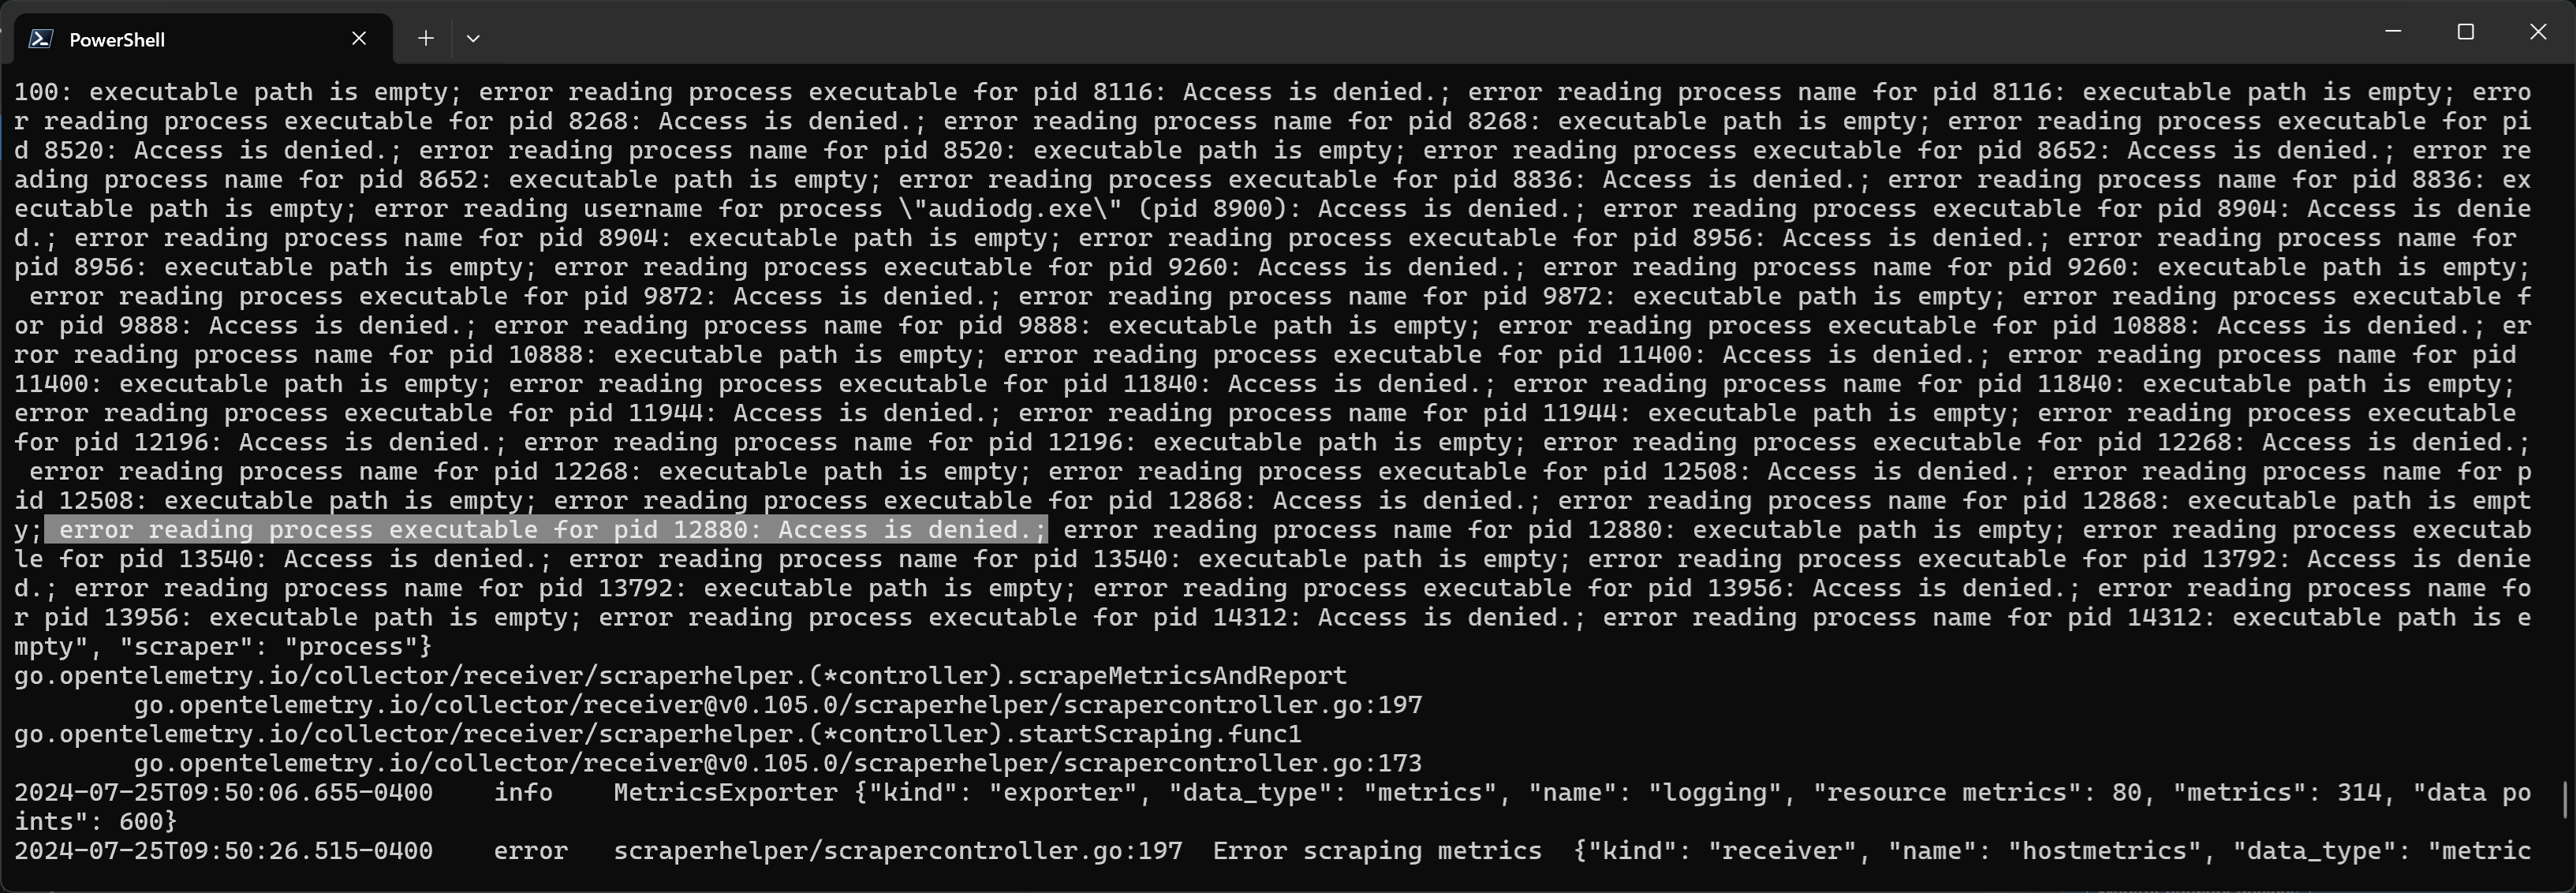 PowerShell
100: executable path is empty; error reading process executable for pid 8116: Access is denied.; error reading process name for pid 8116: executable path is empty; erro
r reading process executable for pid 8268: Access is denied.; error reading process name for pid 8268: executable path is empty; error reading process executable for pi
d 8520: Access is denied.; error reading process name for pid 8520: executable path is empty; error reading process executable for pid 8652: Access is denied.; error re
ading process name for pid 8652: executable path is empty; error reading process executable for pid 8836: Access is denied.; error reading process name for pid 8836: ex
ecutable path is empty; error reading username for process \"audiodg.exe\" (pid 8900): Access is denied.; error reading process executable for pid 8904: Access is denie
d.; error reading process name for pid 8904: executable path is empty; error reading process executable for pid 8956: Access is denied.; error reading process name for
pid 8956: executable path is empty; error reading process executable for pid 9260: Access is denied.; error reading process name for pid 9260: executable path is empty;
 error reading process executable for pid 9872: Access is denied.; error reading process name for pid 9872: executable path is empty; error reading process executable f
or pid 9888: Access is denied.; error reading process name for pid 9888: executable path is empty; error reading process executable for pid 10888: Access is denied.; er
ror reading process name for pid 10888: executable path is empty; error reading process executable for pid 11400: Access is denied.; error reading process name for pid
11400: executable path is empty; error reading process executable for pid 11840: Access is denied.; error reading process name for pid 11840: executable path is empty;
error reading process executable for pid 11944: Access is denied.; error reading process name for pid 11944: executable path is empty; error reading process executable
for pid 12196: Access is denied.; error reading process name for pid 12196: executable path is empty; error reading process executable for pid 12268: Access is denied.;
 error reading process name for pid 12268: executable path is empty; error reading process executable for pid 12508: Access is denied.; error reading process name for p
id 12508: executable path is empty; error reading process executable for pid 12868: Access is denied.; error reading process name for pid 12868: executable path is empt
y; error reading process executable for pid 12880: Access is denied.; error reading process name for pid 12880: executable path is empty; error reading process executab
le for pid 13540: Access is denied.; error reading process name for pid 13540: executable path is empty; error reading process executable for pid 13792: Access is denie
d.; error reading process name for pid 13792: executable path is empty; error reading process executable for pid 13956: Access is denied.; error reading process name fo
r pid 13956: executable path is empty; error reading process executable for pid 14312: Access is denied.; error reading process name for pid 14312: executable path is e
mpty", "scraper": "process"}
go.opentelemetry.io/collector/receiver/scraperhelper.(*controller).scrapeMetricsAndReport
        go.opentelemetry.io/collector/receiver@v0.105.0/scraperhelper/scrapercontroller.go:197
go.opentelemetry.io/collector/receiver/scraperhelper.(*controller).startScraping.func1
        go.opentelemetry.io/collector/receiver@v0.105.0/scraperhelper/scrapercontroller.go:173
2024-07-25T09:50:06.655-0400    info    MetricsExporter {"kind": "exporter", "data_type": "metrics", "name": "logging", "resource metrics": 80, "metrics": 314, "data po
ints": 600}
2024-07-25T09:50:26.515-0400    error   scraperhelper/scrapercontroller.go:197  Error scraping metrics  {"kind": "receiver", "name": "hostmetrics", "data_type": "metric